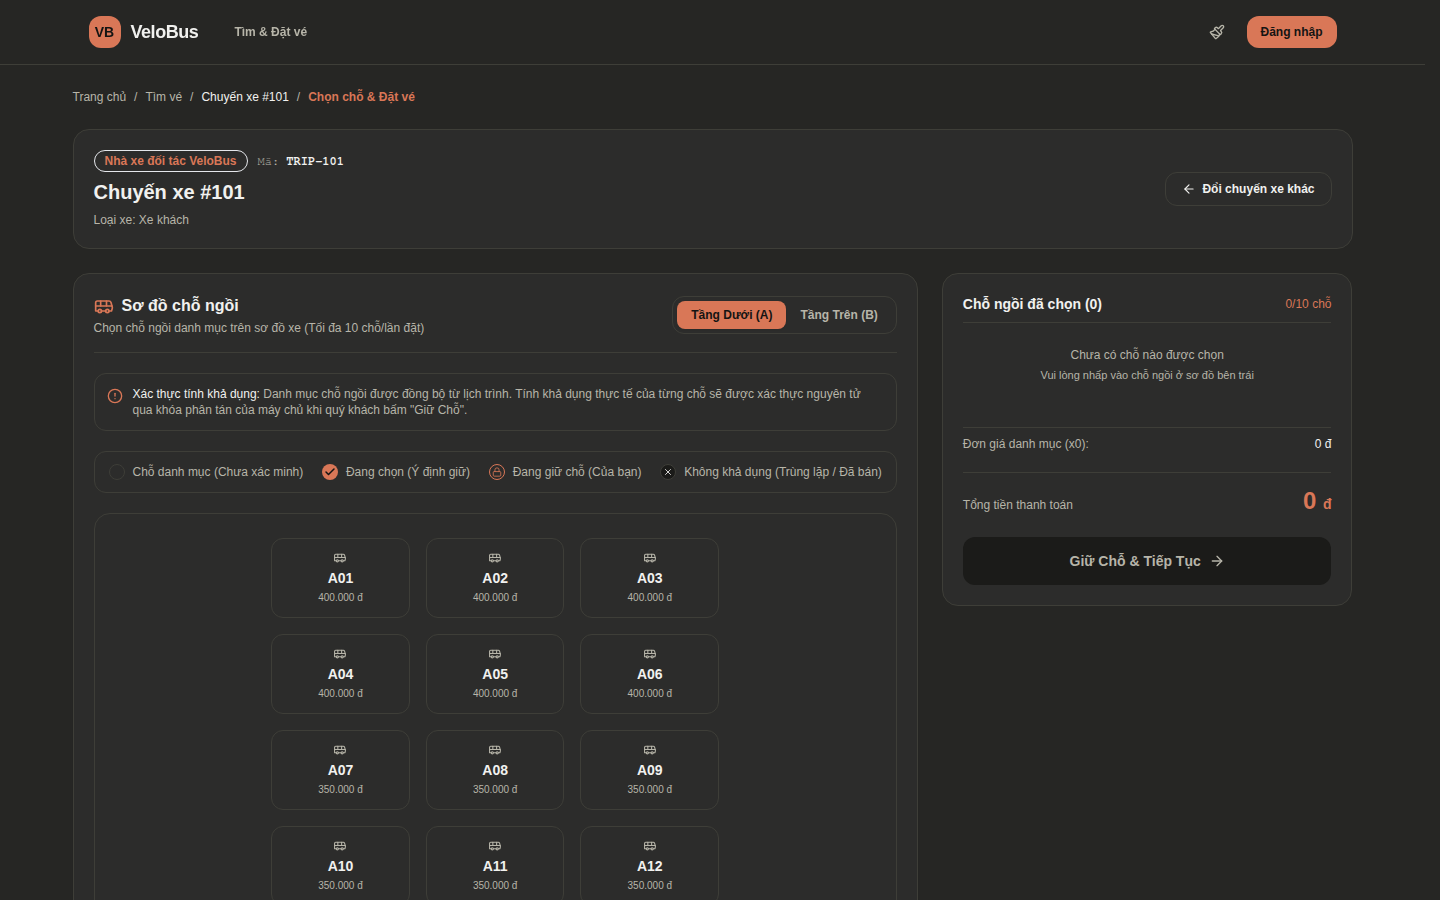 VB VeloBus Tìm & Đặt vé Đăng nhập
Trang chủ / Tìm vé / Chuyến xe #101 / Chọn chỗ & Đặt vé
Nhà xe đối tác VeloBus Mã: TRIP-101
Chuyến xe #101
Loại xe: Xe khách
Đổi chuyến xe khác
Sơ đồ chỗ ngồi
Chọn chỗ ngồi danh mục trên sơ đồ xe (Tối đa 10 chỗ/lần đặt)
Tầng Dưới (A) Tầng Trên (B)
Xác thực tính khả dụng: Danh mục chỗ ngồi được đồng bộ từ lịch trình. Tính khả dụng thực tế của từng chỗ sẽ được xác thực nguyên tử
qua khóa phân tán của máy chủ khi quý khách bấm "Giữ Chỗ".
Chỗ danh mục (Chưa xác minh) Đang chọn (Ý định giữ) Đang giữ chỗ (Của bạn) Không khả dụng (Trùng lặp / Đã bán)
A01 A02 A03
400.000 đ 400.000 đ 400.000 đ
A04 A05 A06
400.000 đ 400.000 đ 400.000 đ
A07 A08 A09
350.000 đ 350.000 đ 350.000 đ
A10 A11 A12
350.000 đ 350.000 đ 350.000 đ
Chỗ ngồi đã chọn (0) 0/10 chỗ
Chưa có chỗ nào được chọn
Vui lòng nhấp vào chỗ ngồi ở sơ đồ bên trái
Đơn giá danh mục (x0): 0 đ
Tổng tiền thanh toán 0 đ
Giữ Chỗ & Tiếp Tục